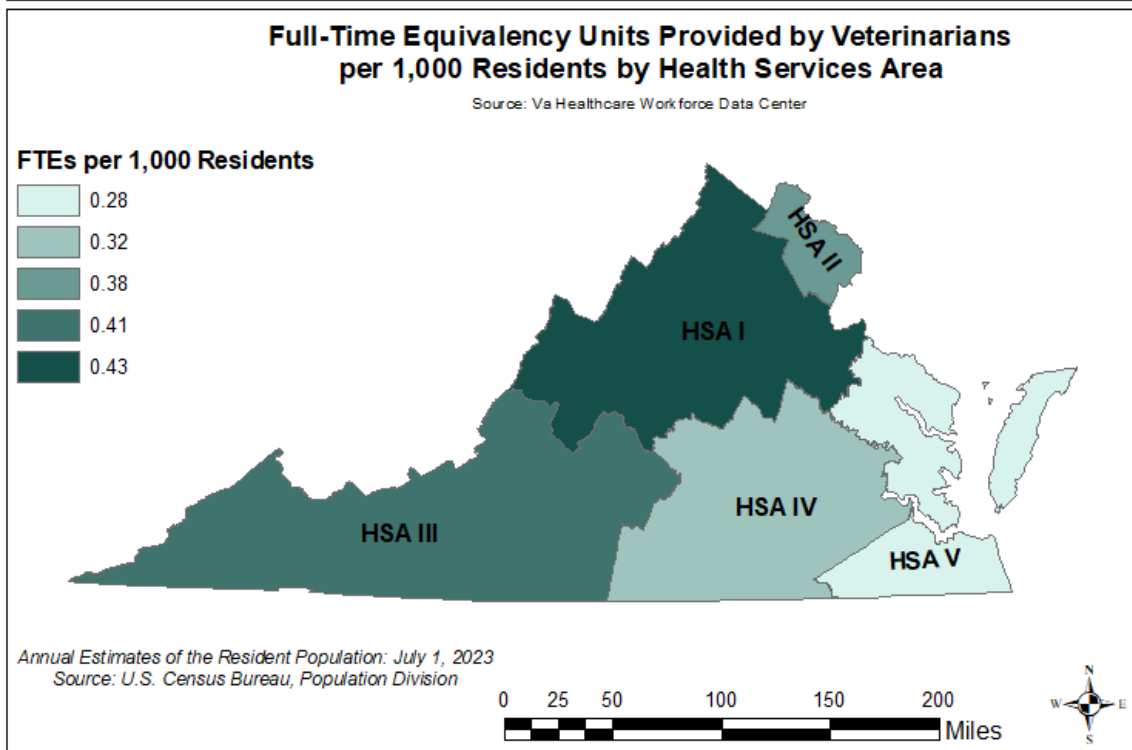 Full-Time Equivalency Units Provided by Veterinarians
per 1,000 Residents by Health Services Area
Source: Va Healthcare Workforce Data Center
FTEs per 1,000 Residents
0.28
0.32
0.38
0.41
0.43
HSA II
HSA I
HSA III
HSA IV
HSA V
Annual Estimates of the Resident Population: July 1, 2023
Source: U.S. Census Bureau, Population Division
0 25 50 100 150 200
Miles
N
W E
S